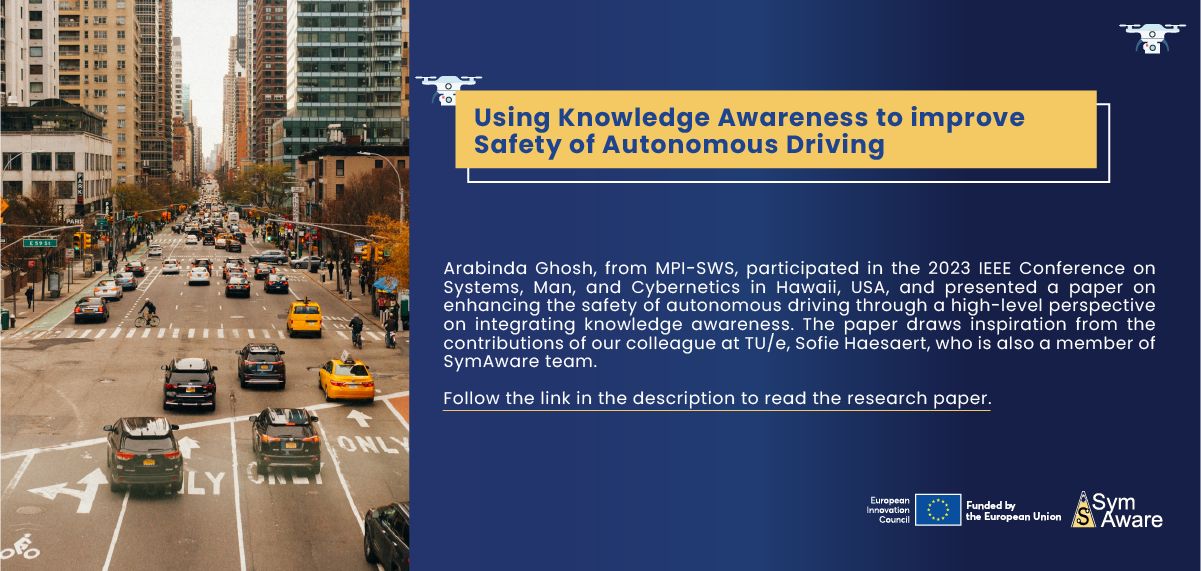 Using Knowledge Awareness to improve
Safety of Autonomous Driving
Arabinda Ghosh, from MPI-SWS, participated in the 2023 IEEE Conference on
Systems, Man, and Cybernetics in Hawaii, USA, and presented a paper on
enhancing the safety of autonomous driving through a high-level perspective
on integrating knowledge awareness. The paper draws inspiration from the
contributions of our colleague at TU/e, Sofie Haesaert, who is also a member of
SymAware team.
Follow the link in the description to read the research paper.
European
Innovation
Council
Funded by
the European Union
Sym
Aware
E 59 St
PARK
PARK
ONLY
ONLY